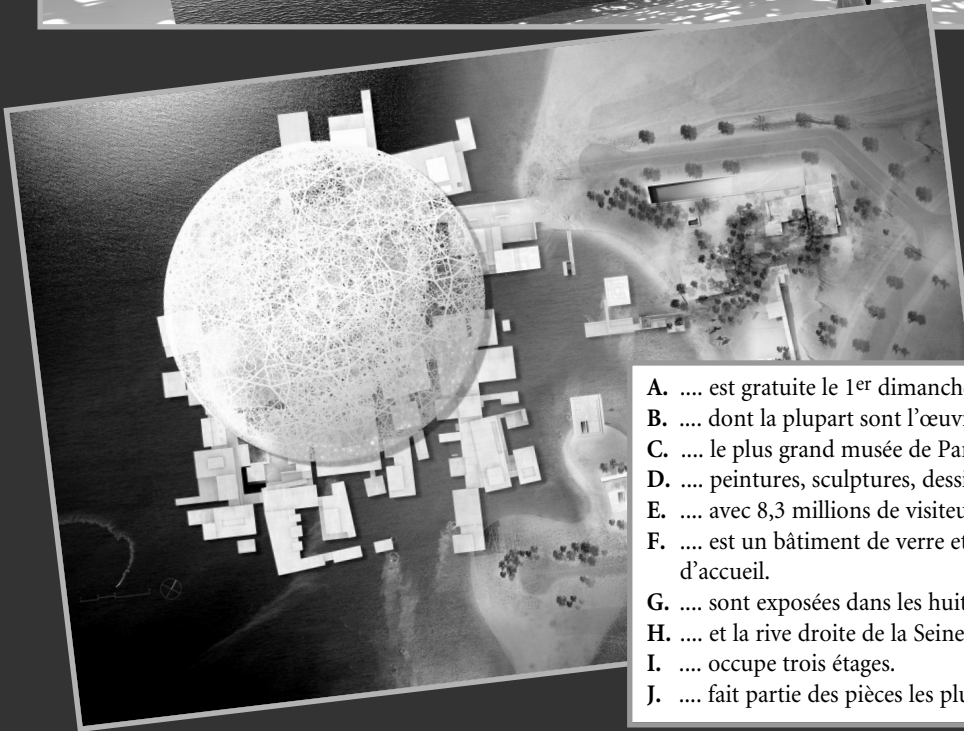 A. .... est gratuite le 1er dimanche
B. .... dont la plupart sont l'œuv
C. .... le plus grand musée de Par
D. .... peintures, sculptures, dessi
E. .... avec 8,3 millions de visiteu
F. .... est un bâtiment de verre et
d'accueil.
G. .... sont exposées dans les huit
H. .... et la rive droite de la Seine
I. .... occupe trois étages.
J. .... fait partie des pièces les plu